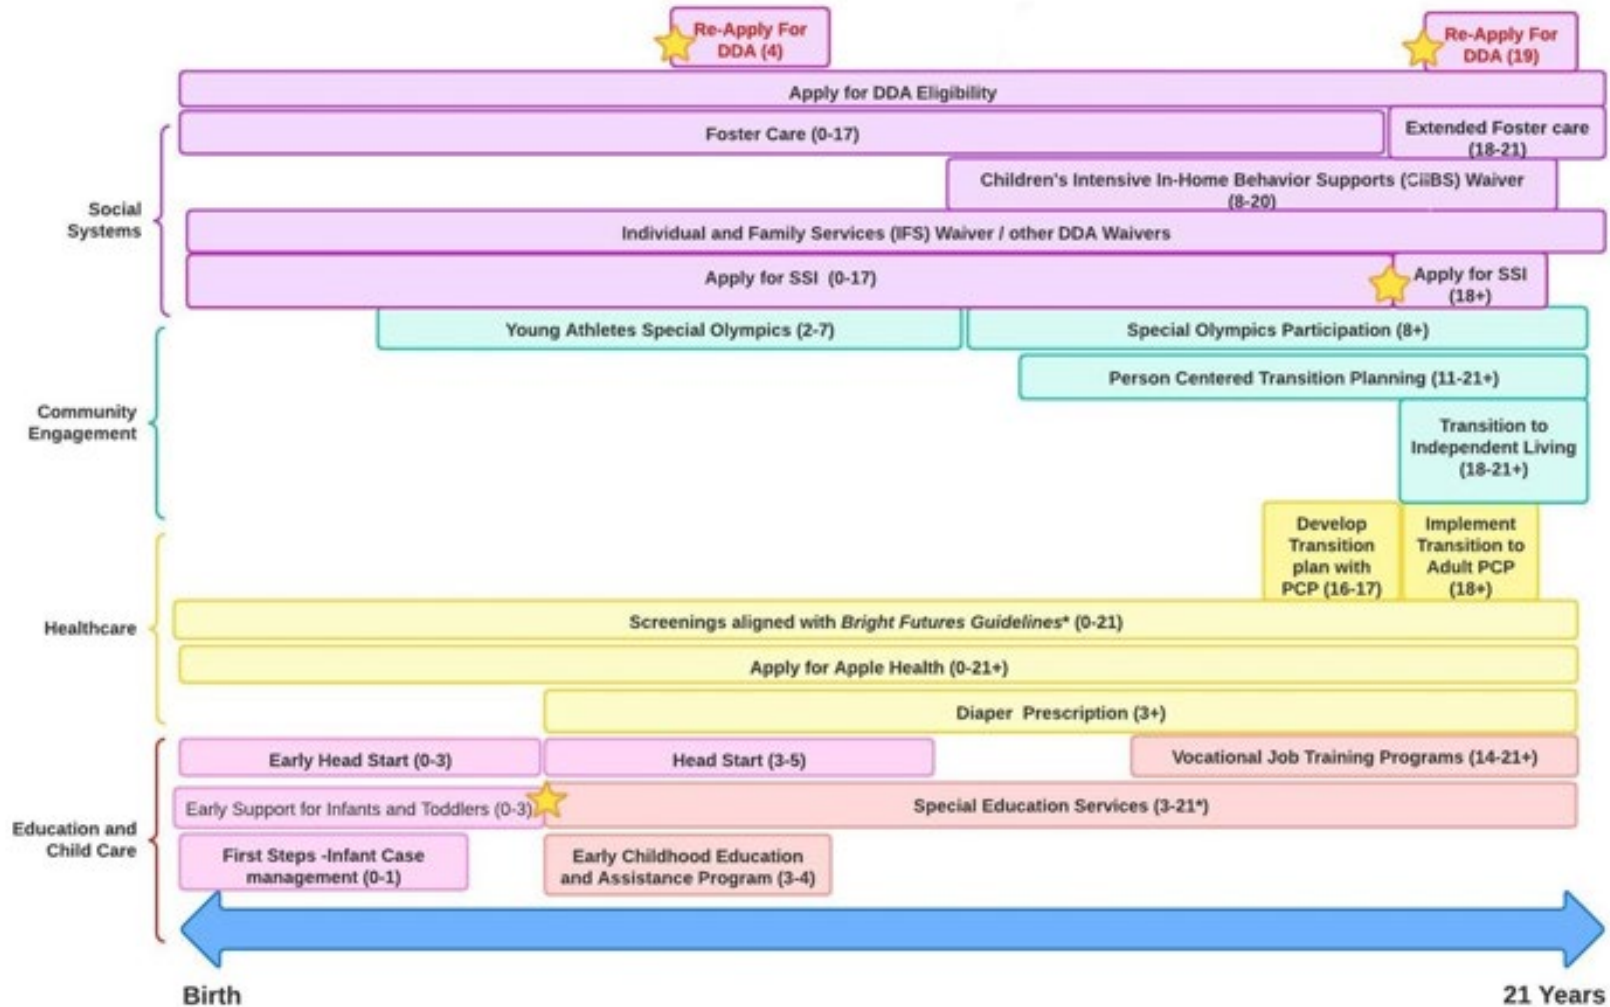 Re-Apply For
DDA (4)
Re-Apply For
DDA (19)
Apply for DDA Eligibility
Foster Care (0-17)
Extended Foster care
(18-21)
Children's Intensive In-Home Behavior Supports (CiiBS) Waiver
(8-20)
Social
Systems
Individual and Family Services (IFS) Waiver / other DDA Waivers
Apply for SSI (0-17)
Apply for SSI
(18+)
Young Athletes Special Olympics (2-7)
Special Olympics Participation (8+)
Person Centered Transition Planning (11-21+)
Community
Engagement
Transition to
Independent Living
(18-21+)
Develop
Transition
plan with
PCP (16-17)
Implement
Transition to
Adult PCP
(18+)
Healthcare
Screenings aligned with Bright Futures Guidelines* (0-21)
Apply for Apple Health (0-21+)
Diaper Prescription (3+)
Early Head Start (0-3)
Head Start (3-5)
Vocational Job Training Programs (14-21+)
Early Support for Infants and Toddlers (0-3)
Special Education Services (3-21*)
Education and
Child Care
First Steps -Infant Case
management (0-1)
Early Childhood Education
and Assistance Program (3-4)
Birth
21 Years